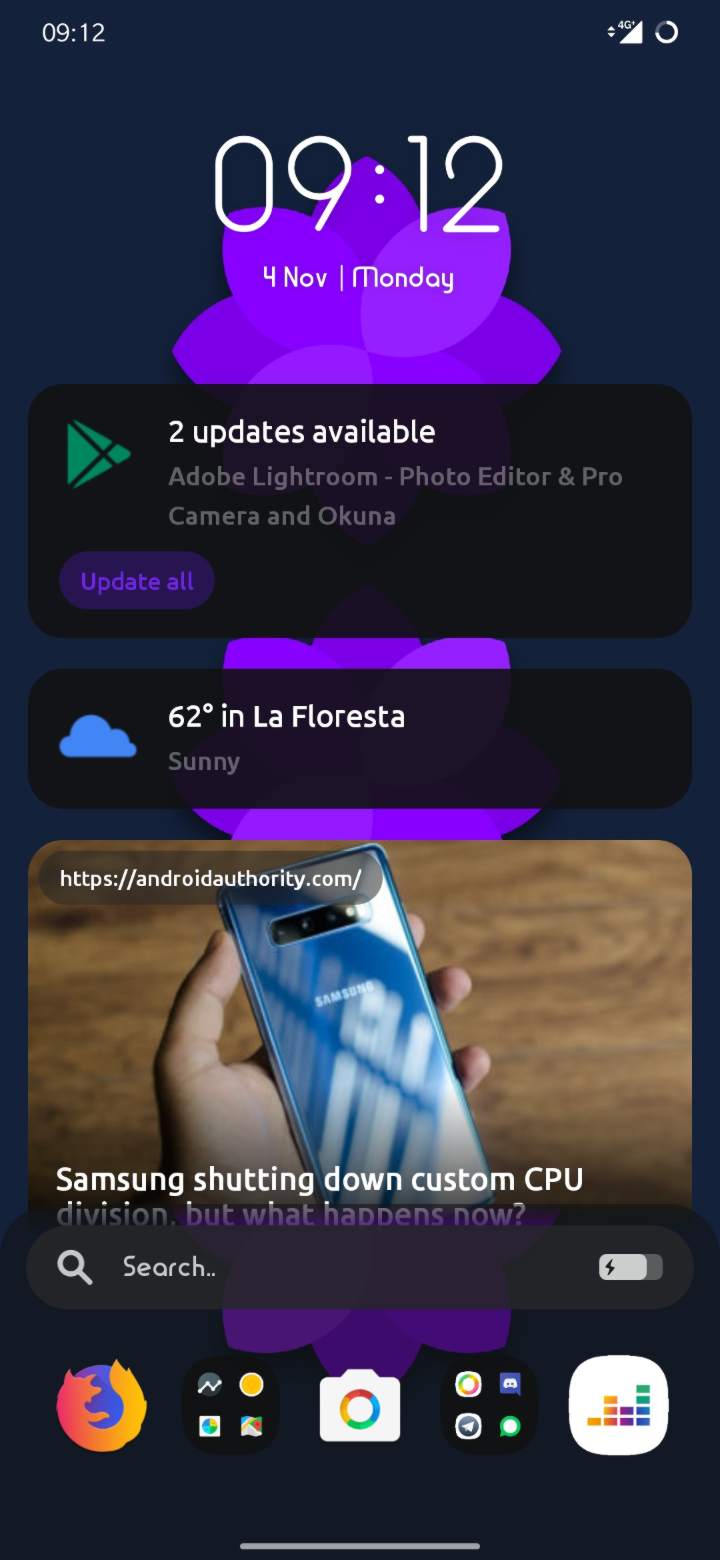 09:12
4G+
09:12
4 Nov | Monday
2 updates available
Adobe Lightroom - Photo Editor & Pro
Camera and Okuna
Update all
62° in La Floresta
Sunny
https://androidauthority.com/
SAMSUNG
Samsung shutting down custom CPU
division, but what happens now?
Search..